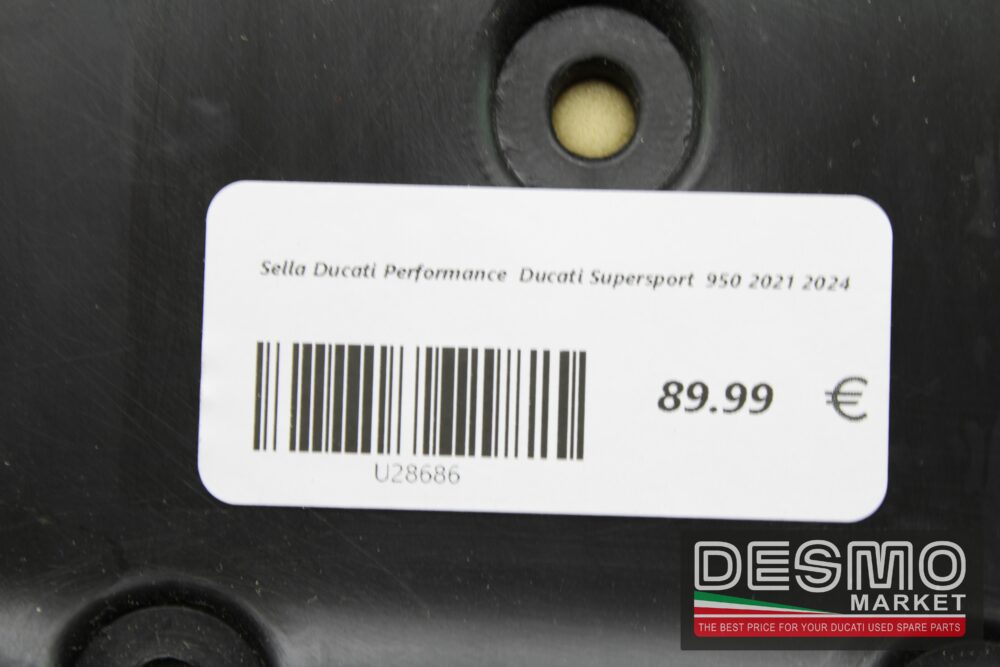 Sella Ducati Performance Ducati Supersport 950 2021 2024
89.99 €
U28686
DESMO
MARKET
THE BEST PRICE FOR YOUR DUCATI USED SPARE PARTS